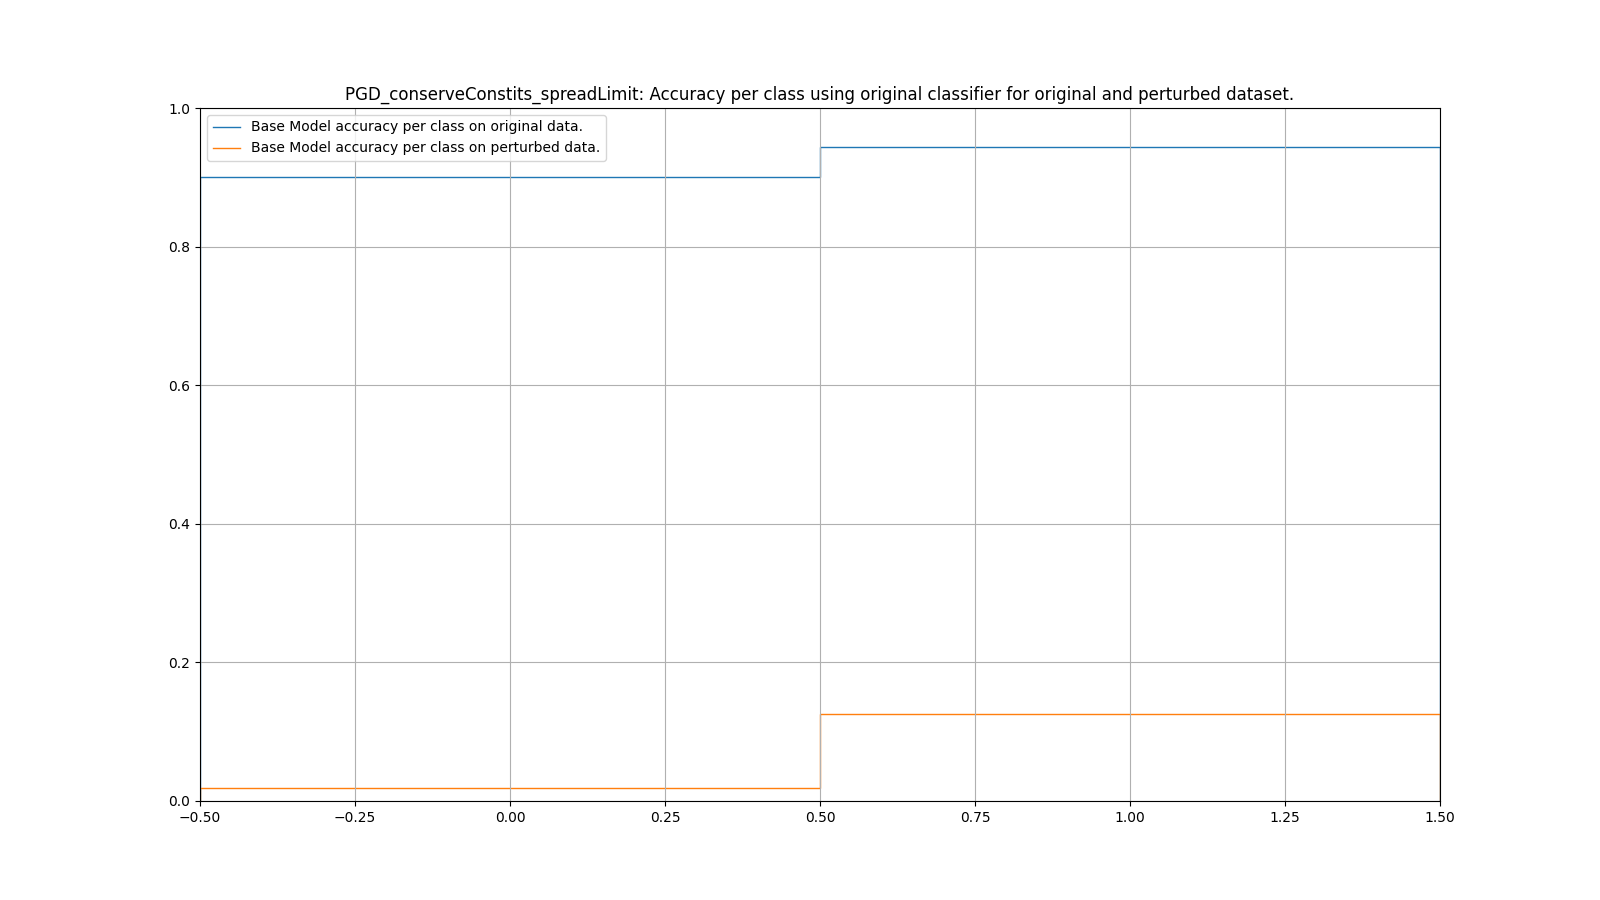 PGD_conserveConstits_spreadLimit: Accuracy per class using original classifier for original and perturbed dataset.
Base Model accuracy per class on original data.
Base Model accuracy per class on perturbed data.
1.0
0.8
0.6
0.4
0.2
0.0
−0.50 −0.25 0.00 0.25 0.50 0.75 1.00 1.25 1.50